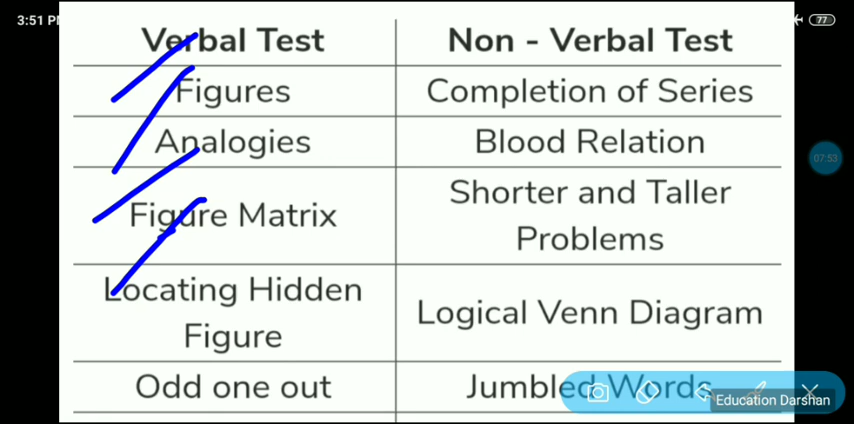 3:51 PM
77
Verbal Test
Non - Verbal Test
Figures
Completion of Series
Analogies
Blood Relation
07:53
Figure Matrix
Shorter and Taller
Problems
Locating Hidden
Figure
Logical Venn Diagram
Odd one out
Jumbled Words
Education Darshan